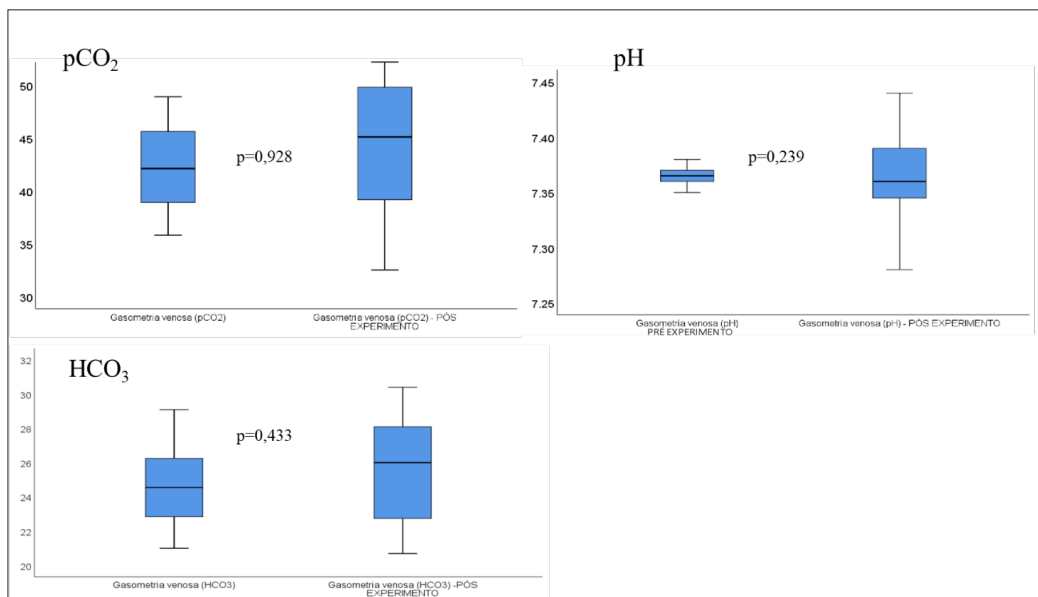 pCO₂
50
45
40
35
30
p=0,928
Gasometria venosa (pCO2)
Gasometria venosa (pCO2) - PÓS
EXPERIMENTO
pH
7.45
7.40
7.35
7.30
7.25
p=0,239
Gasometria venosa (pH)
PRÉ EXPERIMENTO
Gasometria venosa (pH) - PÓS EXPERIMENTO
HCO₃
32
30
28
26
24
22
20
p=0,433
Gasometria venosa (HCO3)
Gasometria venosa (HCO3) -PÓS
EXPERIMENTO